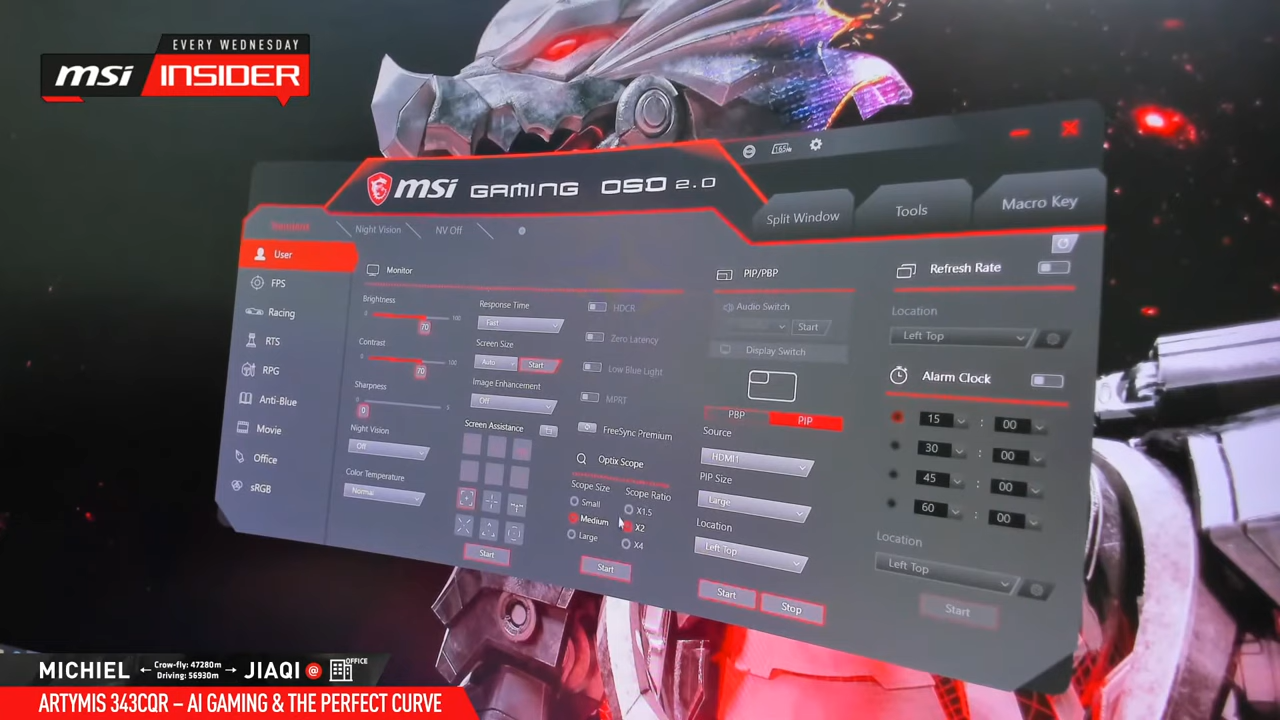 EVERY WEDNESDAY
msi INSIDER
msi GAMING OSD 2.0
165Hz
Split Window
Tools
Macro Key
Night Vision
NV Off
User
FPS
Racing
RTS
RPG
Anti-Blue
Movie
Office
sRGB
Monitor
Brightness
0
100
70
Contrast
0
100
70
Sharpness
0
5
Night Vision
Off
Color Temperature
Normal
Response Time
Fast
Screen Size
Auto
Start
Image Enhancement
Off
Screen Assistance
Start
HDCR
Zero Latency
Low Blue Light
MPRT
FreeSync Premium
Optix Scope
Scope Size
Scope Ratio
Small
X1.5
Medium
X2
Large
X4
Start
PIP/PBP
Audio Switch
Start
Display Switch
PBP
PIP
Source
HDMI1
PIP Size
Large
Location
Left Top
Start
Stop
Refresh Rate
Location
Left Top
Alarm Clock
15 : 00
30 : 00
45 : 00
60 : 00
Location
Left Top
Start
MICHIEL
Crow-fly: 47280m
Driving: 56930m
JIAQI @ OFFICE
ARTYMIS 343CQR – AI GAMING & THE PERFECT CURVE